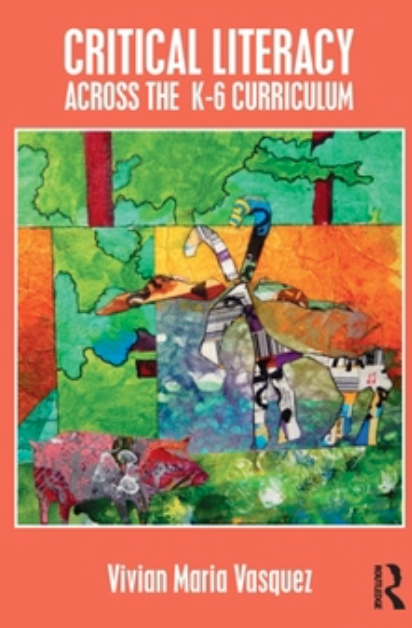 CRITICAL LITERACY
ACROSS THE K-6 CURRICULUM
Vivian Maria Vasquez
ROUTLEDGE